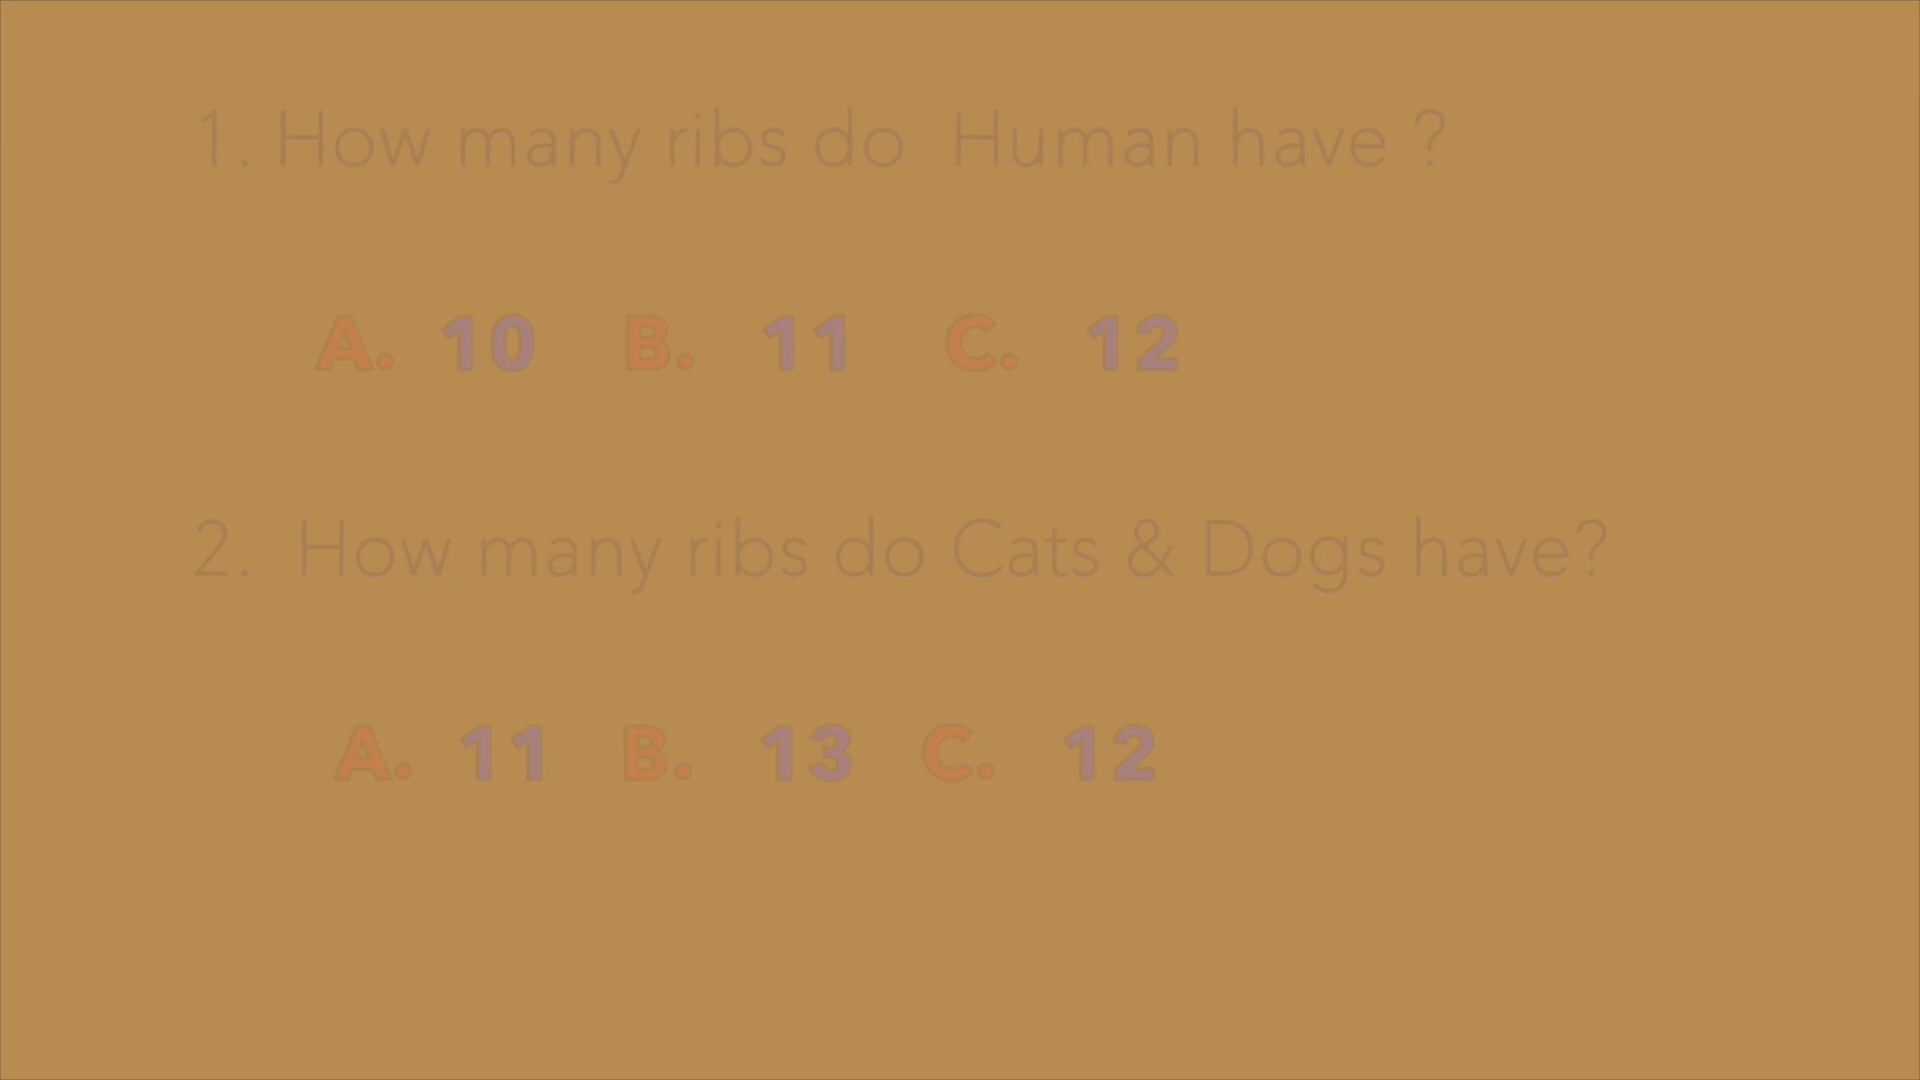 1. How many ribs do Human have ?
A. 10 B. 11 C. 12
2. How many ribs do Cats & Dogs have?
A. 11 B. 13 C. 12